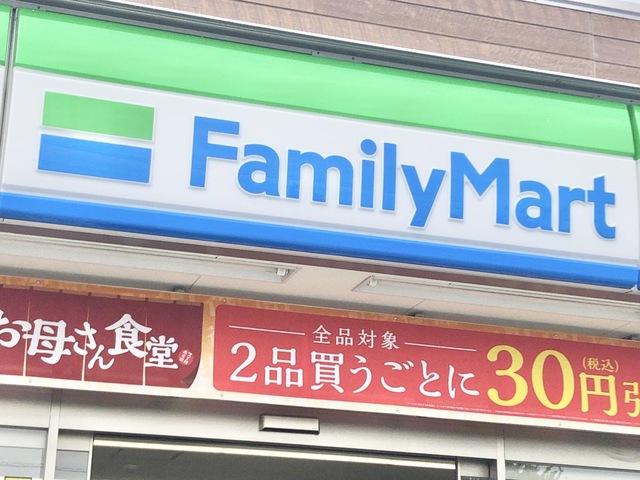 FamilyMart
お母さん食堂
全品対象
2品買うごとに30円引
(税込)